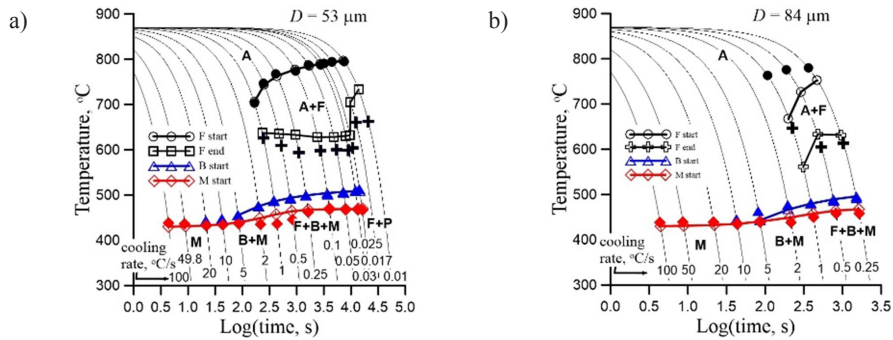 a)
D = 53 μm
Temperature, °C
900
800
700
600
500
400
300
A
A+F
F start
F end
B start
M start
M
B+M
F+B+M
F+P
cooling
rate, °C/s
100
49.8
20
10
5
2
1
0.5
0.25
0.1
0.05
0.03
0.025
0.017
0.01
0.0 0.5 1.0 1.5 2.0 2.5 3.0 3.5 4.0 4.5 5.0
Log(time, s)
b)
D = 84 μm
Temperature, °C
900
800
700
600
500
400
300
A
A+F
F start
F end
B start
M start
M
B+M
F+B+M
cooling
rate, °C/s
100 50 20 10 5 2 1 0.5 0.25
0.0 0.5 1.0 1.5 2.0 2.5 3.0 3.5
Log(time, s)